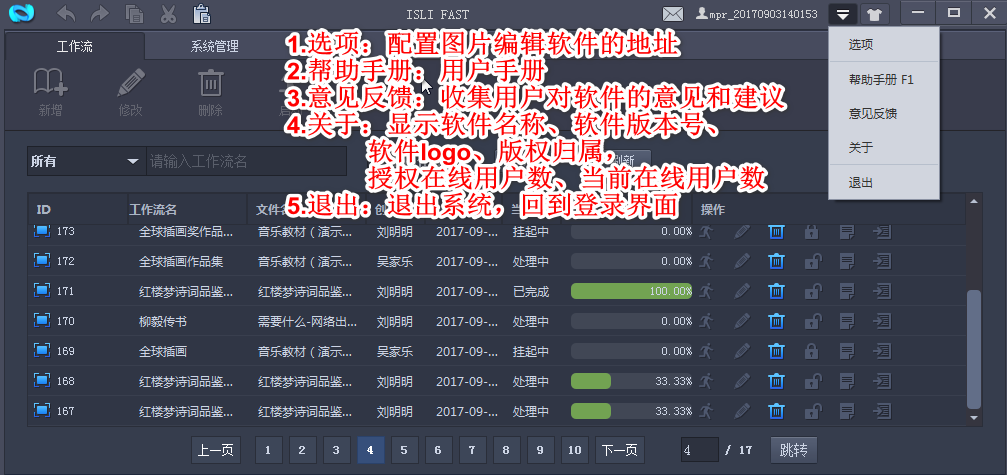 ISLI FAST
mpr_20170903140153
工作流 系统管理
选项
帮助手册 F1
意见反馈
关于
退出
1.选项：配置图片编辑软件的地址
2.帮助手册：用户手册
3.意见反馈：收集用户对软件的意见和建议
4.关于：显示软件名称、软件版本号、
软件logo、版权归属，
授权在线用户数、当前在线用户数
5.退出：退出系统，回到登录界面
新增 修改 删除
所有 请输入工作流名 刷新
ID 工作流名 文件名 操作
173 全球插画奖作品... 音乐教材（演示... 刘明明 2017-09-... 挂起中 0.00%
172 全球插画作品集 音乐教材（演示... 吴家乐 2017-09-... 处理中 0.00%
171 红楼梦诗词品鉴... 红楼梦诗词品鉴... 刘明明 2017-09-... 已完成 100.00%
170 柳毅传书 需要什么-网络出... 刘明明 2017-09-... 处理中 0.00%
169 全球插画 音乐教材（演示... 吴家乐 2017-09-... 挂起中 0.00%
168 红楼梦诗词品鉴... 红楼梦诗词品鉴... 刘明明 2017-09-... 处理中 33.33%
167 红楼梦诗词品鉴... 红楼梦诗词品鉴... 刘明明 2017-09-... 处理中 33.33%
上一页 1 2 3 4 5 6 7 8 9 10 下一页 4 / 17 跳转